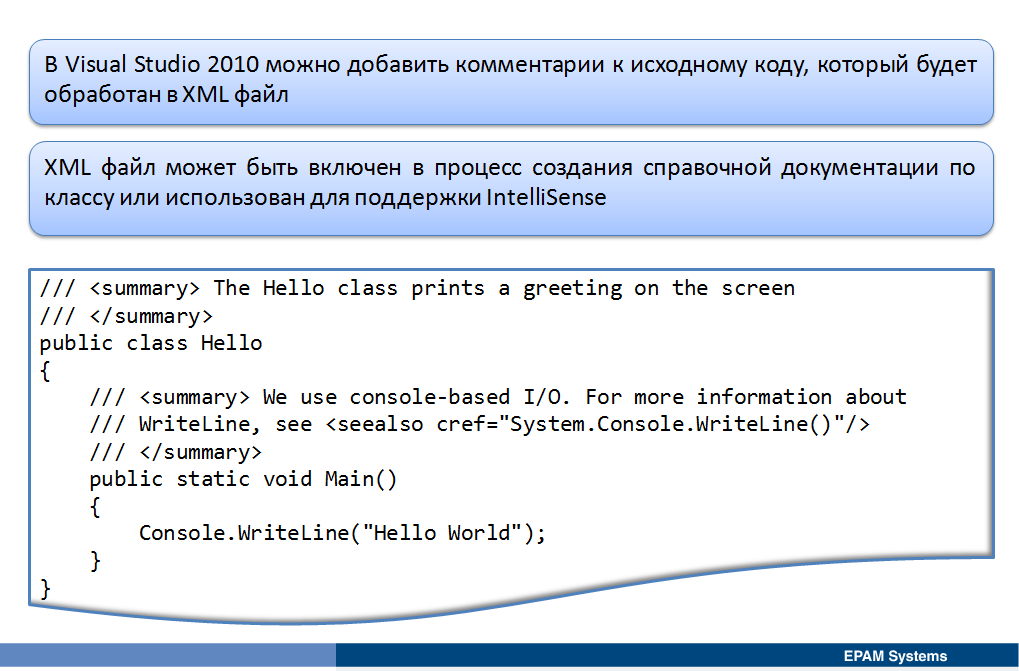 В Visual Studio 2010 можно добавить комментарии к исходному коду, который будет
обработан в XML файл
XML файл может быть включен в процесс создания справочной документации по
классу или использован для поддержки IntelliSense
/// <summary> The Hello class prints a greeting on the screen
/// </summary>
public class Hello
{
    /// <summary> We use console-based I/O. For more information about
    /// WriteLine, see <seealso cref="System.Console.WriteLine()"/>
    /// </summary>
    public static void Main()
    {
        Console.WriteLine("Hello World");
    }
}
EPAM Systems